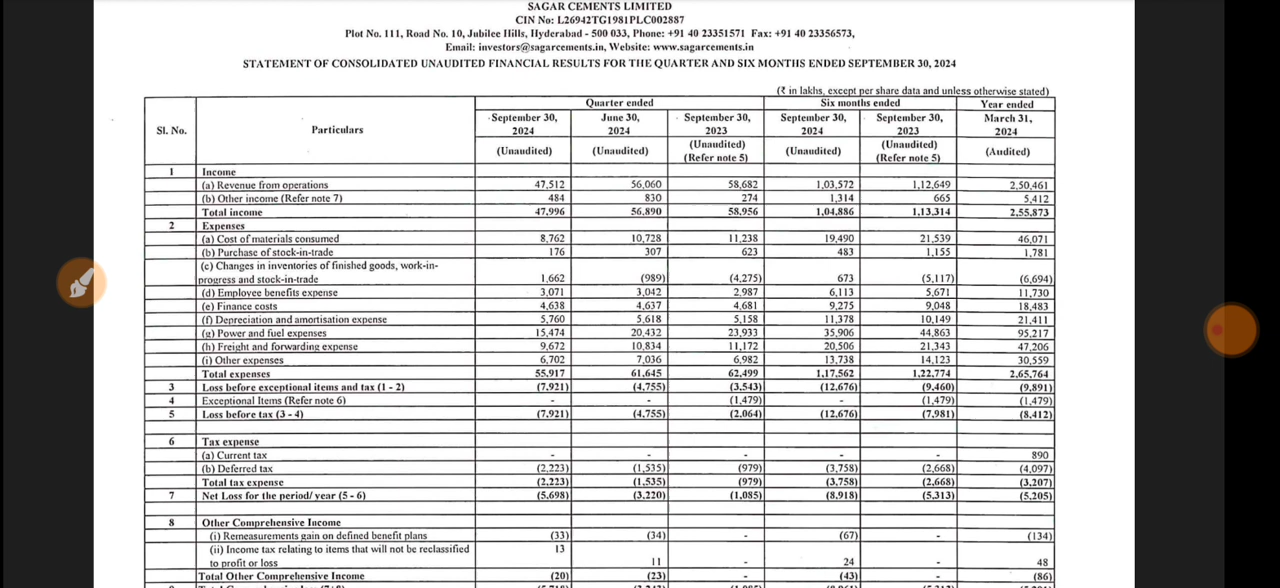 SAGAR CEMENTS LIMITED
CIN No: L26942TG1981PLC002887
Plot No. 111, Road No. 10, Jubilee Hills, Hyderabad - 500 033, Phone: +91 40 23351571 Fax: +91 40 23356573,
Email: investors@sagarcements.in, Website: www.sagarcements.in
STATEMENT OF CONSOLIDATED UNAUDITED FINANCIAL RESULTS FOR THE QUARTER AND SIX MONTHS ENDED SEPTEMBER 30, 2024
(₹ in lakhs, except per share data and unless otherwise stated)
Sl. No. Particulars Quarter ended Six months ended Year ended
September 30, 2024 June 30, 2024 September 30, 2023 September 30, 2024 September 30, 2023 March 31, 2024
(Unaudited) (Unaudited) (Unaudited) (Refer note 5) (Unaudited) (Unaudited) (Refer note 5) (Audited)
1 Income
(a) Revenue from operations 47,512 56,060 58,682 1,03,572 1,12,649 2,50,461
(b) Other income (Refer note 7) 484 830 274 1,314 665 5,412
Total income 47,996 56,890 58,956 1,04,886 1,13,314 2,55,873
2 Expenses
(a) Cost of materials consumed 8,762 10,728 11,238 19,490 21,539 46,071
(b) Purchase of stock-in-trade 176 307 623 483 1,155 1,781
(c) Changes in inventories of finished goods, work-in-
progress and stock-in-trade 1,662 (989) (4,275) 673 (5,117) (6,694)
(d) Employee benefits expense 3,071 3,042 2,987 6,113 5,671 11,730
(e) Finance costs 4,638 4,637 4,681 9,275 9,048 18,483
(f) Depreciation and amortisation expense 5,760 5,618 5,158 11,378 10,149 21,411
(g) Power and fuel expenses 15,474 20,432 23,933 35,906 44,863 95,217
(h) Freight and forwarding expense 9,672 10,834 11,172 20,506 21,343 47,206
(i) Other expenses 6,702 7,036 6,982 13,738 14,123 30,559
Total expenses 55,917 61,645 62,499 1,17,562 1,22,774 2,65,764
3 Loss before exceptional items and tax (1 - 2) (7,921) (4,755) (3,543) (12,676) (9,460) (9,891)
4 Exceptional Items (Refer note 6) - - (1,479) - (1,479) (1,479)
5 Loss before tax (3 - 4) (7,921) (4,755) (2,064) (12,676) (7,981) (8,412)
6 Tax expense
(a) Current tax - - - - - 890
(b) Deferred tax (2,223) (1,535) (979) (3,758) (2,668) (4,097)
Total tax expense (2,223) (1,535) (979) (3,758) (2,668) (3,207)
7 Net Loss for the period/ year (5 - 6) (5,698) (3,220) (1,085) (8,918) (5,313) (5,205)
8 Other Comprehensive Income
(i) Remeasurements gain on defined benefit plans (33) (34) - (67) - (134)
(ii) Income tax relating to items that will not be reclassified
to profit or loss 13 11 - 24 - 48
Total Other Comprehensive Income (20) (23) - (43) - (86)